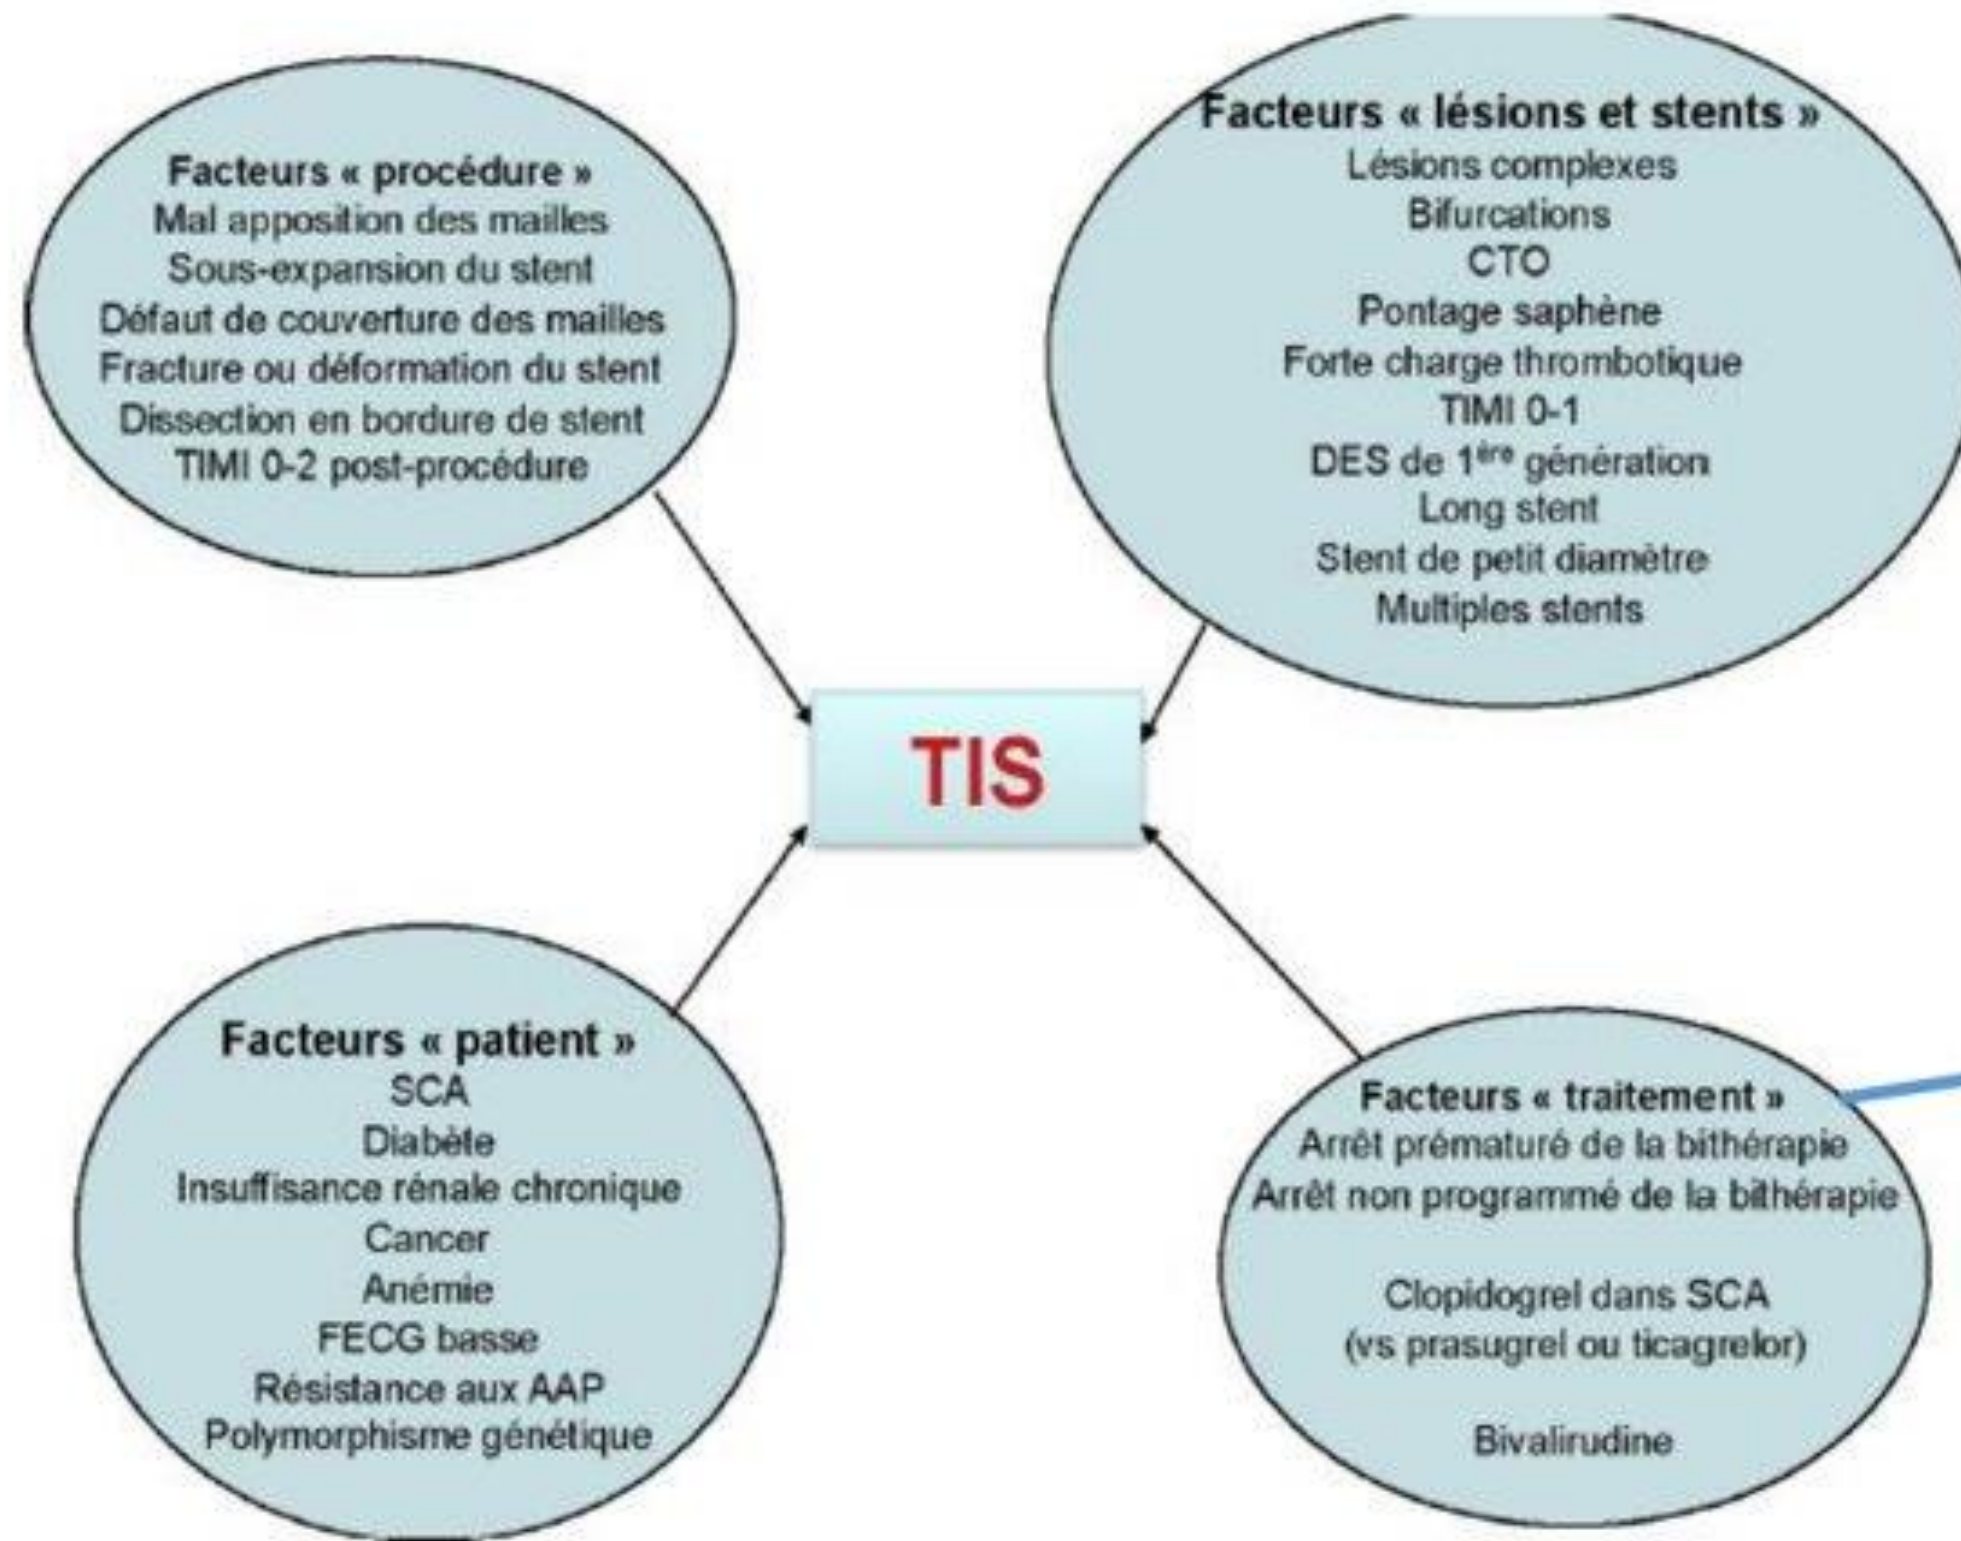 Facteurs « procédure »
Mal apposition des mailles
Sous-expansion du stent
Défaut de couverture des mailles
Fracture ou déformation du stent
Dissection en bordure de stent
TIMI 0-2 post-procédure
Facteurs « lésions et stents »
Lésions complexes
Bifurcations
CTO
Pontage saphène
Forte charge thrombotique
TIMI 0-1
DES de 1ère génération
Long stent
Stent de petit diamètre
Multiples stents
TIS
Facteurs « patient »
SCA
Diabète
Insuffisance rénale chronique
Cancer
Anémie
FECG basse
Résistance aux AAP
Polymorphisme génétique
Facteurs « traitement »
Arrêt prématuré de la bithérapie
Arrêt non programmé de la bithérapie
Clopidogrel dans SCA
(vs prasugrel ou ticagrelor)
Bivalirudine